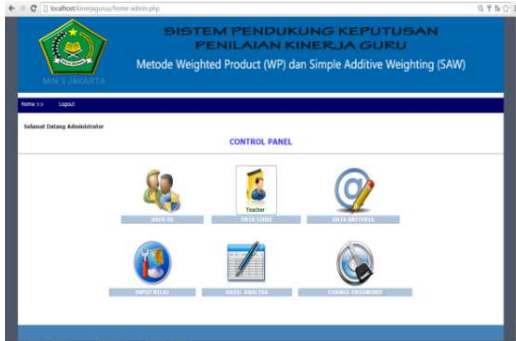 localhost/kinerjaguru/home-admin.php
SISTEM PENDUKUNG KEPUTUSAN
PENILAIAN KINERJA GURU
Metode Weighted Product (WP) dan Simple Additive Weighting (SAW)
MIN 3 JAKARTA
Home >> Logout
Selamat Datang Administrator
CONTROL PANEL
Teacher
USER ID DATA GURU DATA KRITERIA
INPUT NILAI HASIL ANALISA CHANGE PASSWORD